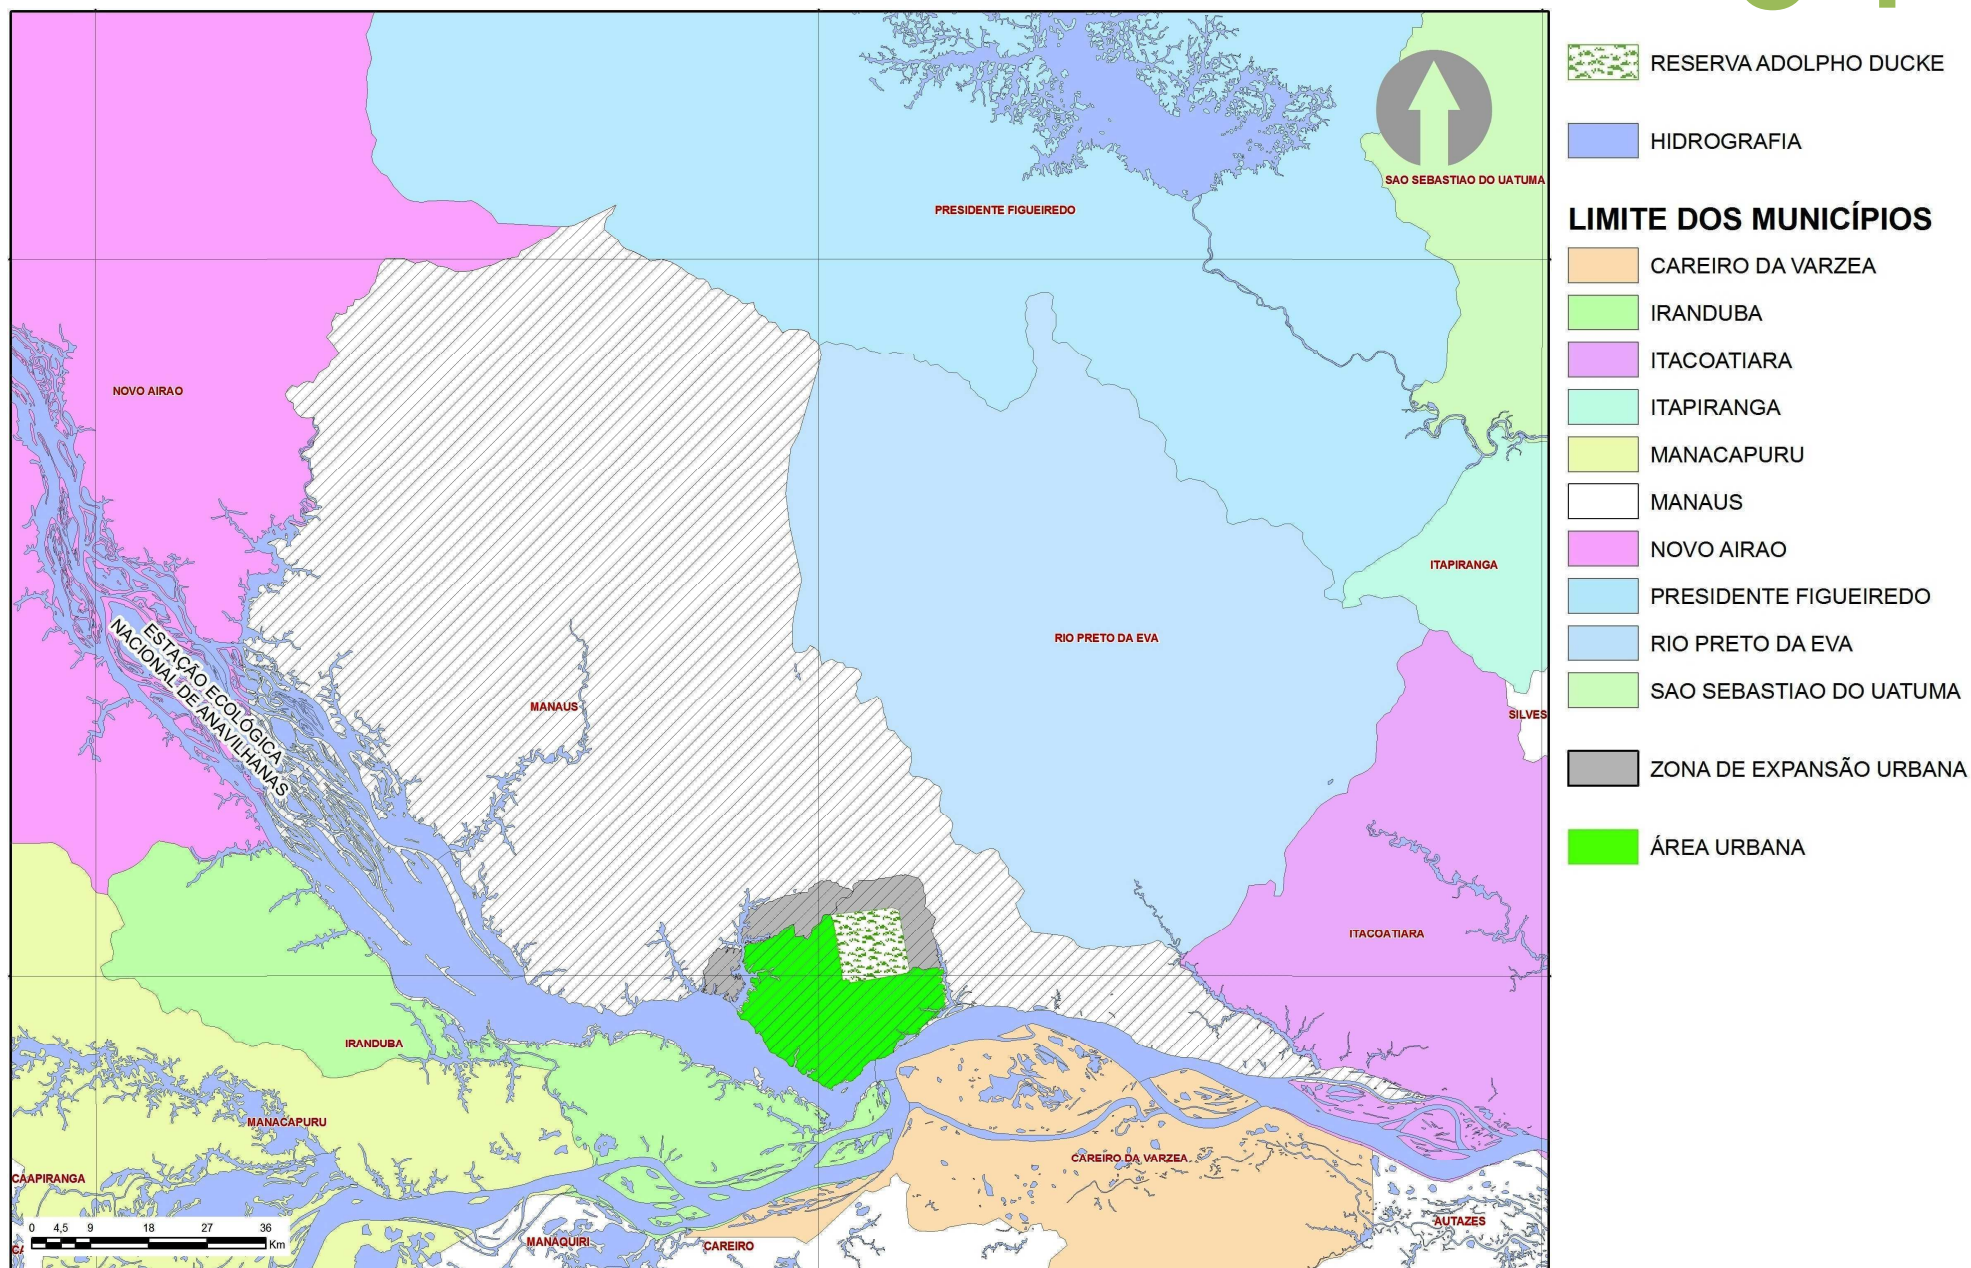 SAO SEBASTIAO DO UATUMA
PRESIDENTE FIGUEIREDO
NOVO AIRAO
ITAPIRANGA
RIO PRETO DA EVA
ESTAÇÃO ECOLÓGICA
NACIONAL DE ANAVILHANAS
MANAUS
SILVES
ITACOATIARA
IRANDUBA
MANACAPURU
CAREIRO DA VARZEA
CAAPIRANGA
AUTAZES
MANAQUIRI
CAREIRO
CA
0 4,5 9 18 27 36
Km
RESERVA ADOLPHO DUCKE
HIDROGRAFIA
LIMITE DOS MUNICÍPIOS
CAREIRO DA VARZEA
IRANDUBA
ITACOATIARA
ITAPIRANGA
MANACAPURU
MANAUS
NOVO AIRAO
PRESIDENTE FIGUEIREDO
RIO PRETO DA EVA
SAO SEBASTIAO DO UATUMA
ZONA DE EXPANSÃO URBANA
ÁREA URBANA